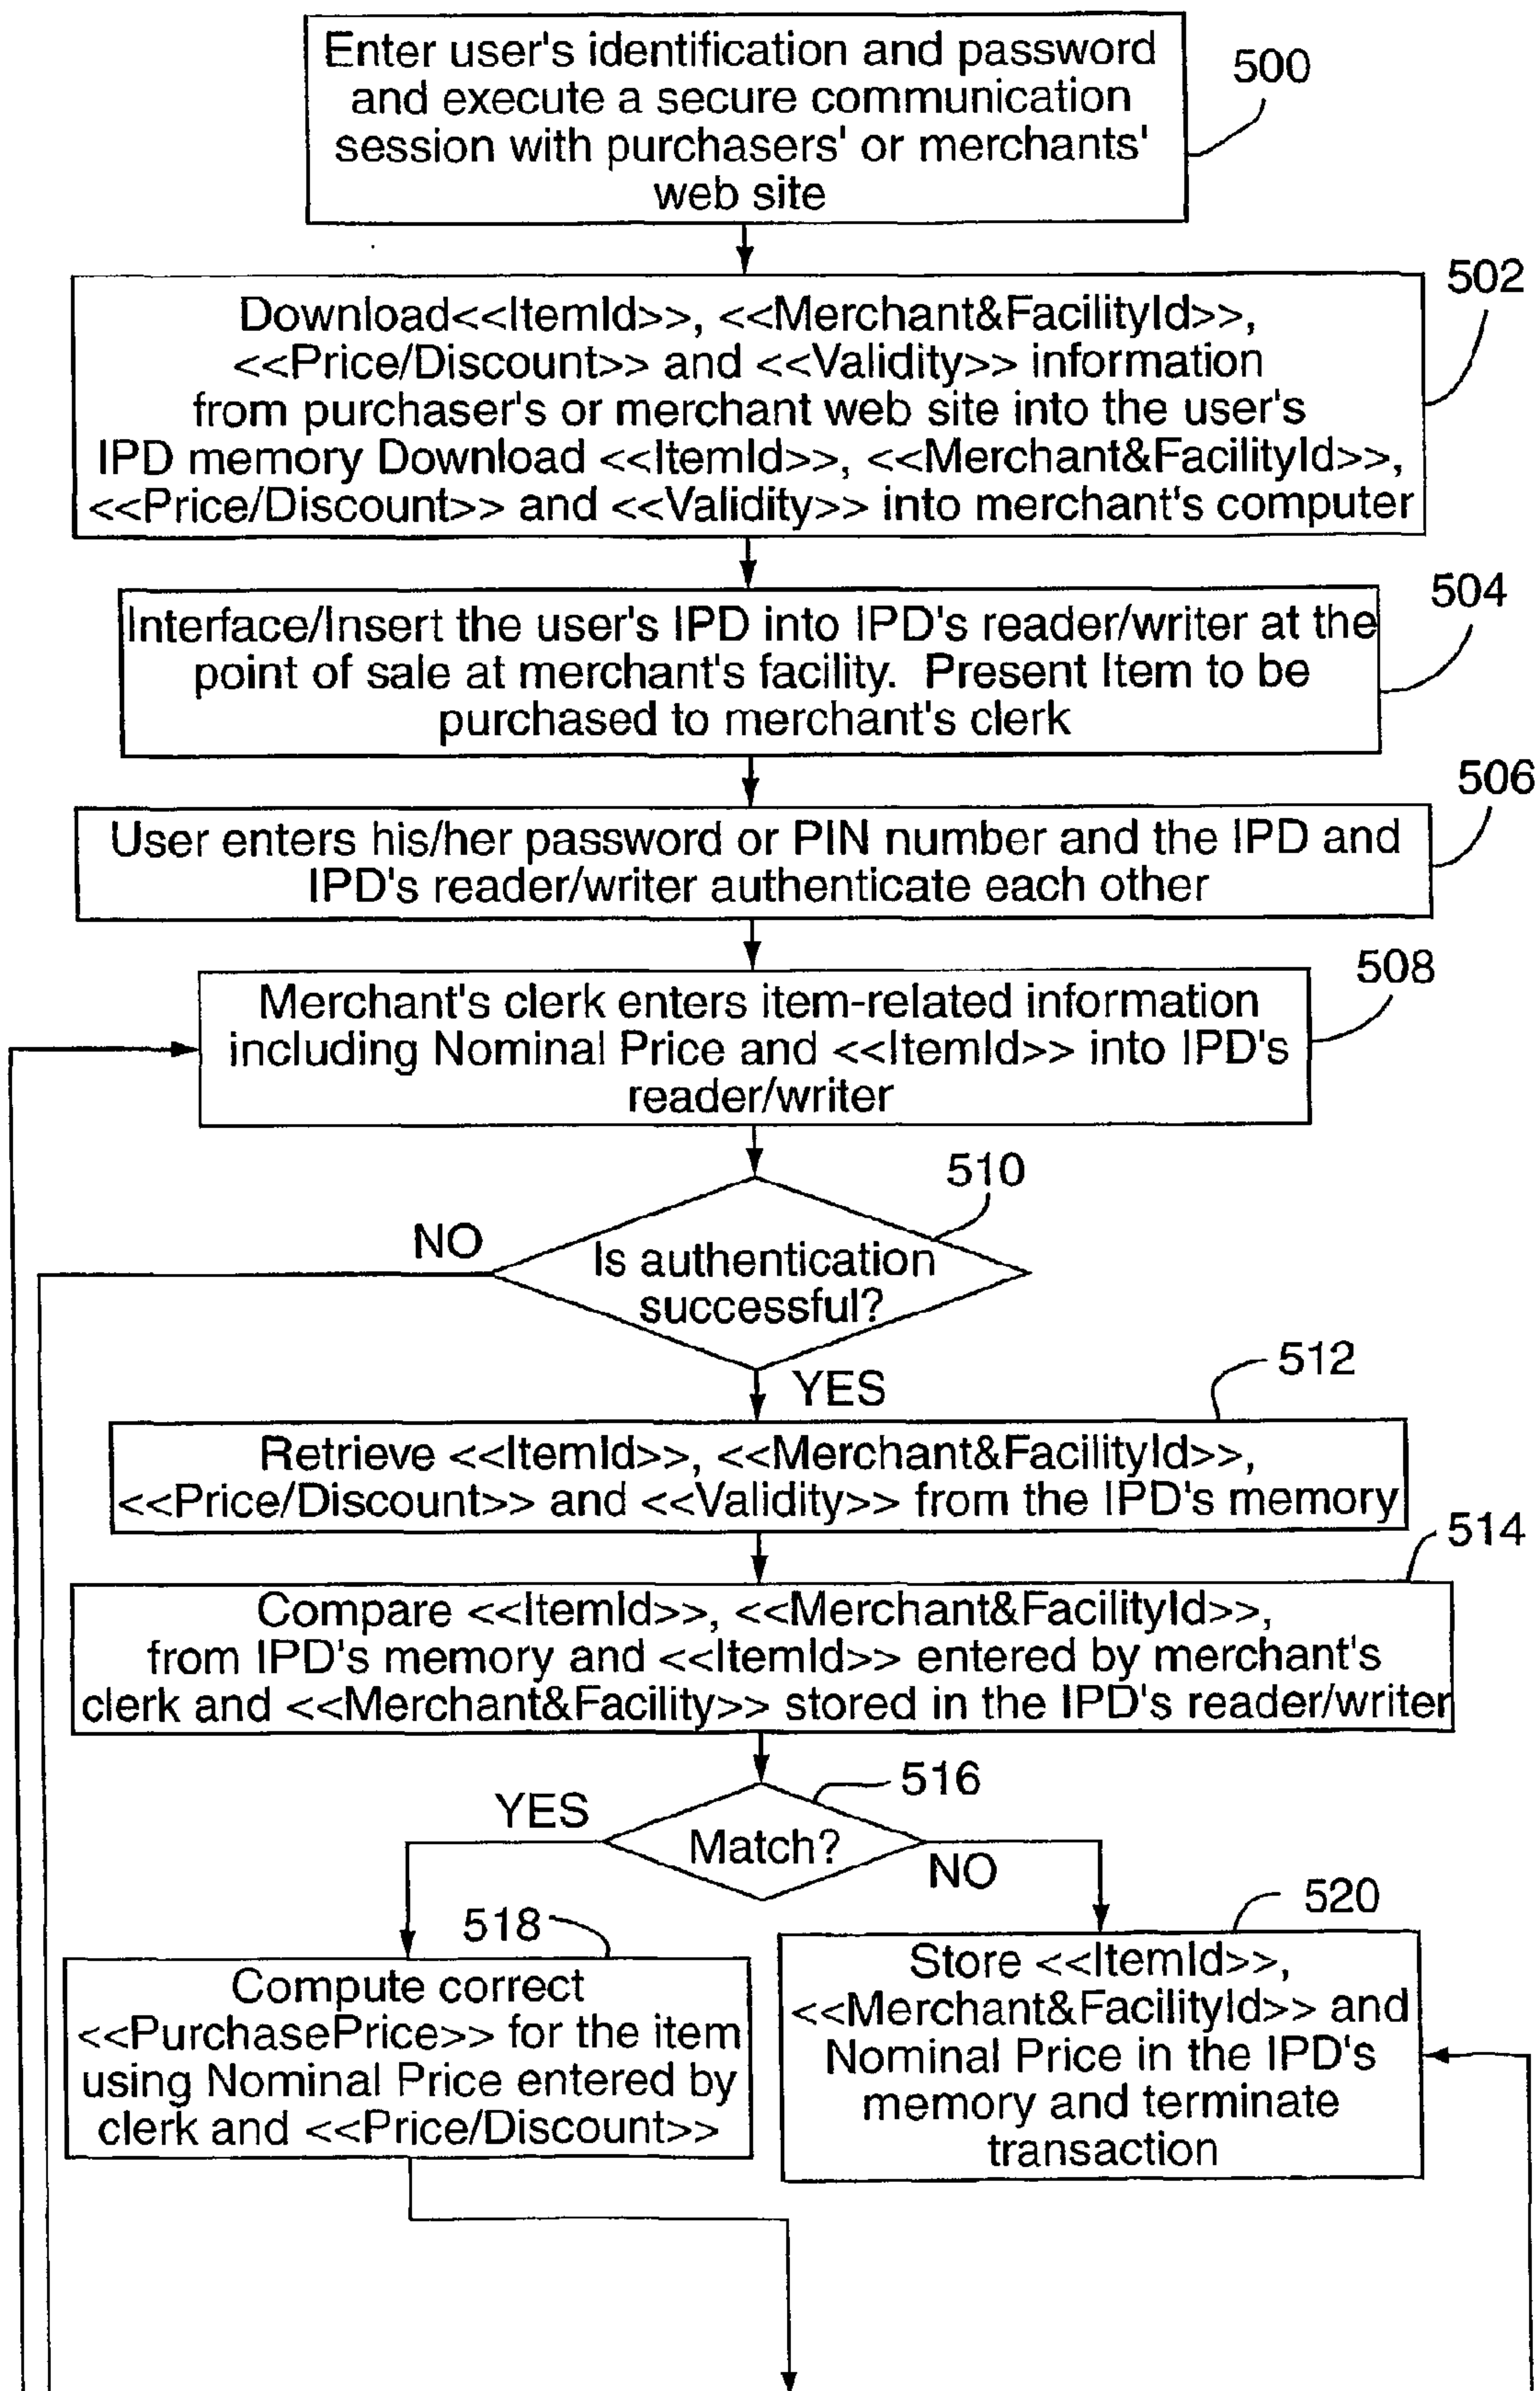 Enter user's identification and password
and execute a secure communication
session with purchasers' or merchants'
web site
500
502
Download<<ItemId>>, <<Merchant&FacilityId>>,
<<Price/Discount>> and <<Validity>> information
from purchaser's or merchant web site into the user's
IPD memory Download <<ItemId>>, <<Merchant&FacilityId>>,
<<Price/Discount>> and <<Validity>> into merchant's computer
504
Interface/Insert the user's IPD into IPD's reader/writer at the
point of sale at merchant's facility. Present Item to be
purchased to merchant's clerk
506
User enters his/her password or PIN number and the IPD and
IPD's reader/writer authenticate each other
508
Merchant's clerk enters item-related information
including Nominal Price and <<ItemId>> into IPD's
reader/writer
510
NO
Is authentication
successful?
YES
512
Retrieve <<ItemId>>, <<Merchant&FacilityId>>,
<<Price/Discount>> and <<Validity>> from the IPD's memory
514
Compare <<ItemId>>, <<Merchant&FacilityId>>,
from IPD's memory and <<ItemId>> entered by merchant's
clerk and <<Merchant&Facility>> stored in the IPD's reader/writer
516
YES
Match?
NO
518
Compute correct
<<PurchasePrice>> for the item
using Nominal Price entered by
clerk and <<Price/Discount>>
520
Store <<ItemId>>,
<<Merchant&FacilityId>> and
Nominal Price in the IPD's
memory and terminate
transaction